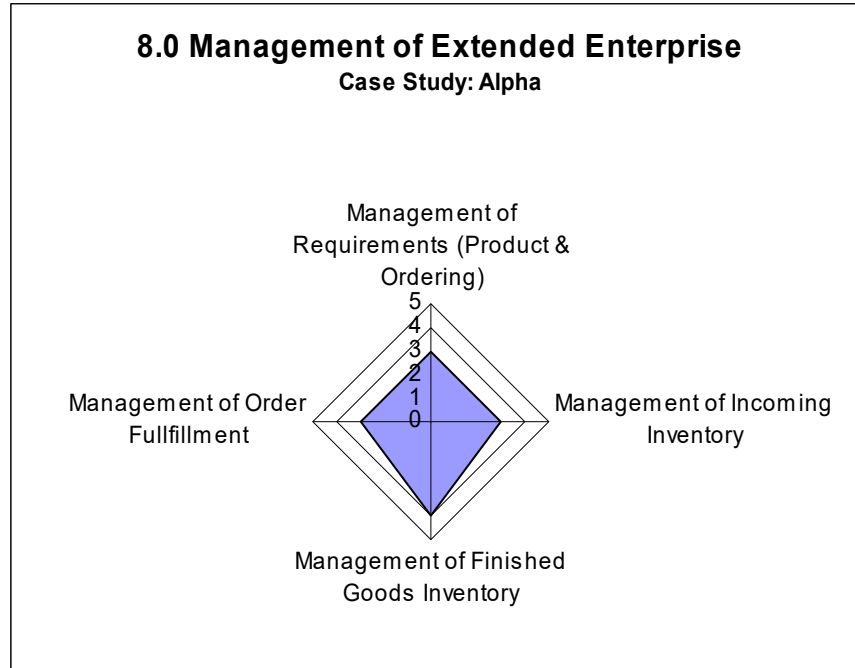 8.0 Management of Extended Enterprise
Case Study: Alpha
Management of
Requirements (Product &
Ordering)
5
4
3
2
1
0
Management of Order
Fullfillment
Management of Incoming
Inventory
Management of Finished
Goods Inventory